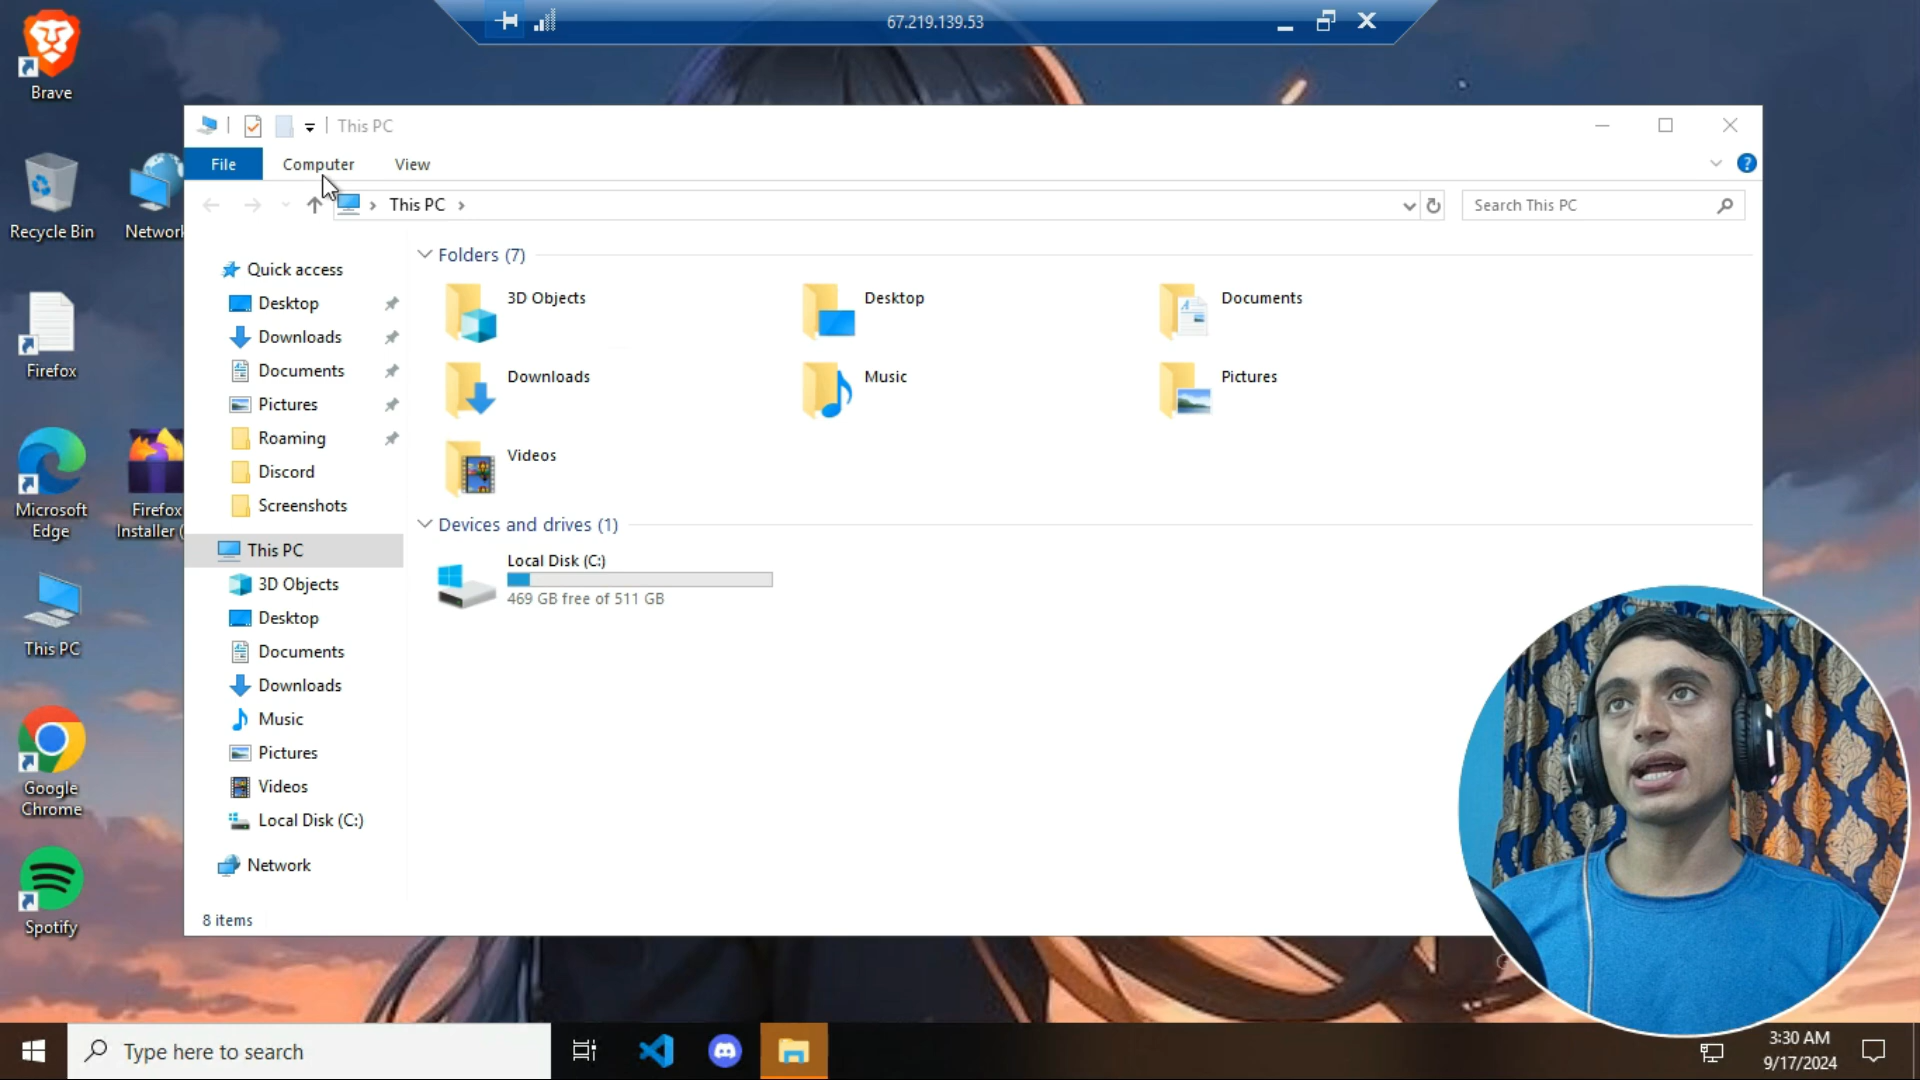 67.219.139.53
Brave
Recycle Bin
Network
Firefox
Microsoft
Edge
Firefox
Installer (
This PC
Google
Chrome
Spotify
This PC
File
Computer
View
This PC
Search This PC
Quick access
Desktop
Downloads
Documents
Pictures
Roaming
Discord
Screenshots
This PC
3D Objects
Desktop
Documents
Downloads
Music
Pictures
Videos
Local Disk (C:)
Network
Folders (7)
3D Objects
Desktop
Documents
Downloads
Music
Pictures
Videos
Devices and drives (1)
Local Disk (C:)
469 GB free of 511 GB
8 items
Type here to search
3:30 AM
9/17/2024